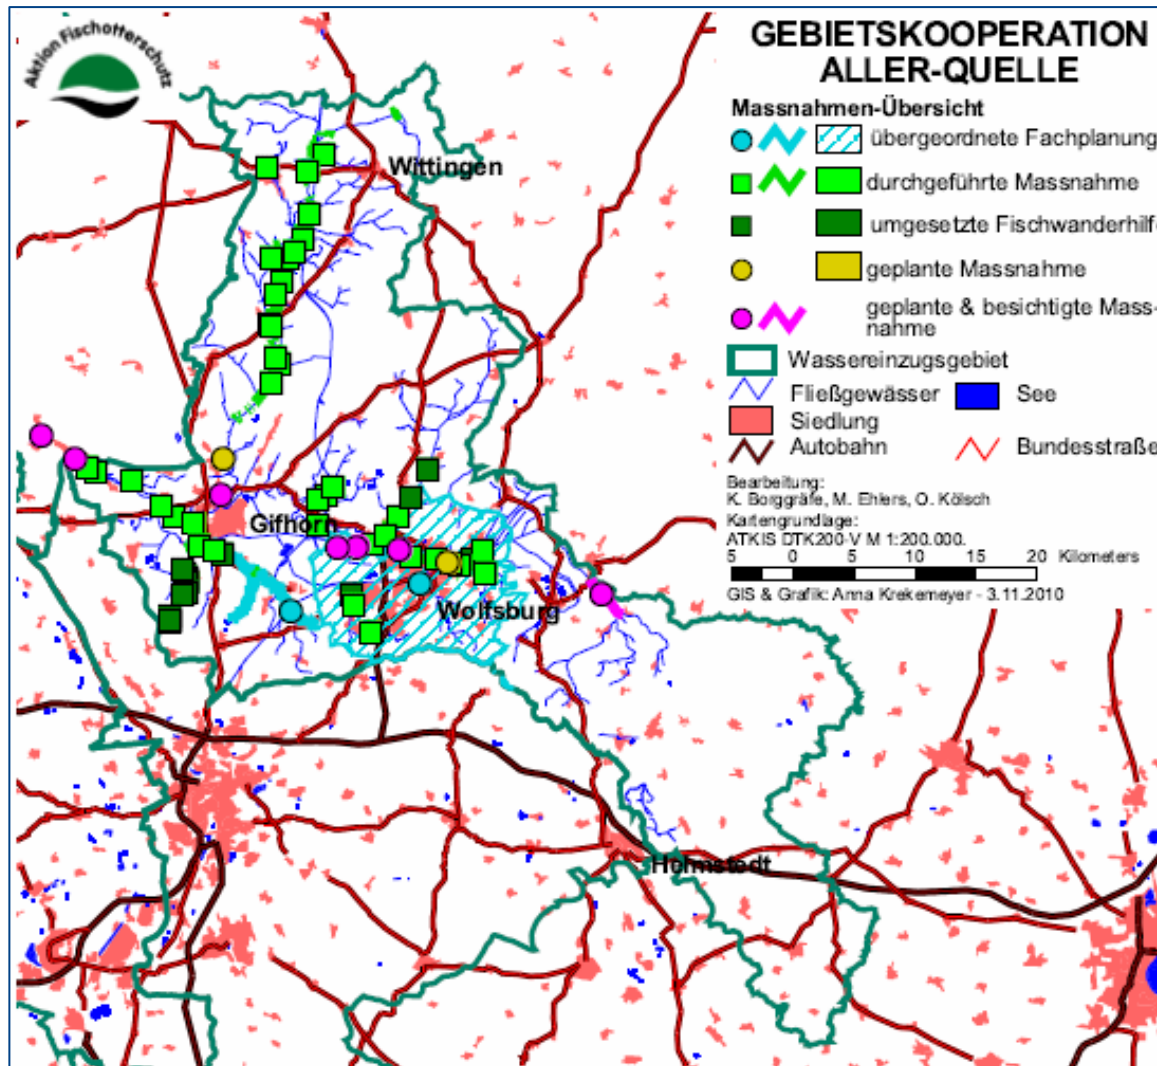 Aktion Fischotterschutz
GEBIETSKOOPERATION
ALLER-QUELLE
Massnahmen-Übersicht
übergeordnete Fachplanung
durchgeführte Massnahme
umgesetzte Fischwanderhilfe
geplante Massnahme
geplante & besichtigte Mass-
nahme
Wassereinzugsgebiet
Fließgewässer
See
Siedlung
Autobahn
Bundesstraße
Bearbeitung:
K. Borggräfe, M. Ehlers, O. Kölsch
Kartengrundlage:
ATKIS DTK200-V M 1:200.000.
5 0 5 10 15 20 Kilometers
GIS & Grafik: Anna Krekemeyer - 3.11.2010
Wittingen
Gifhorn
Wolfsburg
Helmstedt